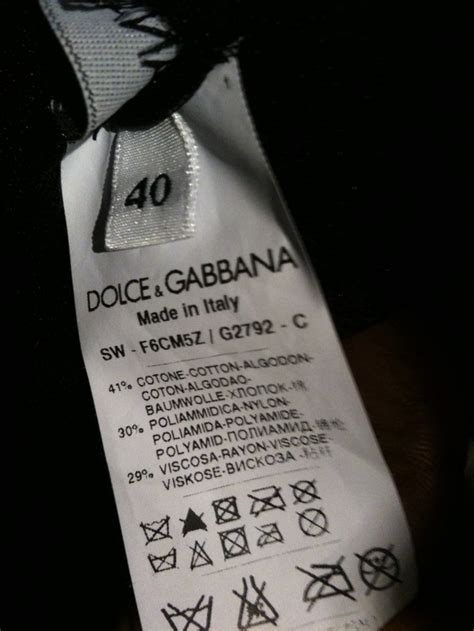 40
DOLCE & GABBANA
Made in Italy
SW - F6CM5Z / G2792 - C
41% COTONE-COTTON-ALGODON-
COTON-ALGODAO-
BAUMWOLLE-ХЛОПОК-棉
30% POLIAMMIDICA-NYLON-
POLIAMIDA-POLYAMIDE-
POLYAMID-ПОЛИАМИД-
29% VISCOSA-RAYON-VISCOSE-
VISKOSE-ВИСКОЗА -